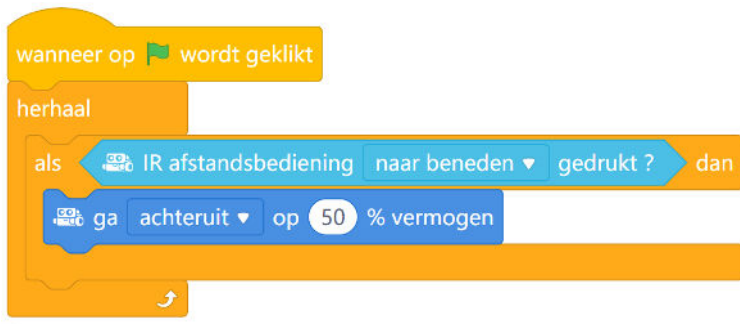 wanneer op wordt geklikt
herhaal
als IR afstandsbediening naar beneden gedrukt ? dan
ga achteruit op 50 % vermogen